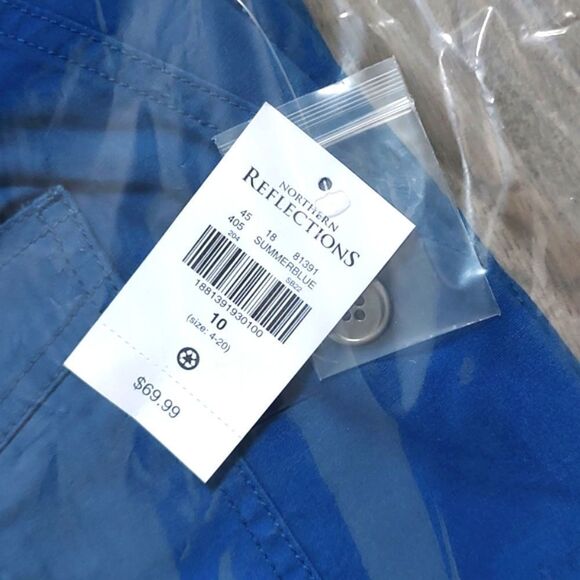 NORTHERN
REFLECTIONS
45 18 81391
405 SUMMERBLUE
204 SB22
1881391930100
10
(size: 4-20)
$69.99